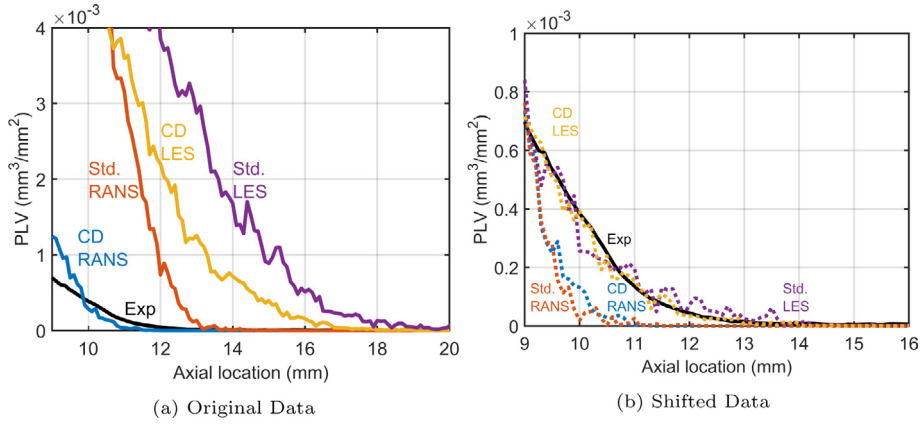 ×10⁻³
4
3
2
1
0
PLV (mm³/mm²)
CD
LES
Std.
RANS
Std.
LES
CD
RANS
Exp
10 12 14 16 18 20
Axial location (mm)
(a) Original Data
×10⁻³
1
0.8
0.6
0.4
0.2
0
PLV (mm³/mm²)
CD
LES
Exp
Std.
RANS
CD
RANS
Std.
LES
9 10 11 12 13 14 15 16
Axial location (mm)
(b) Shifted Data